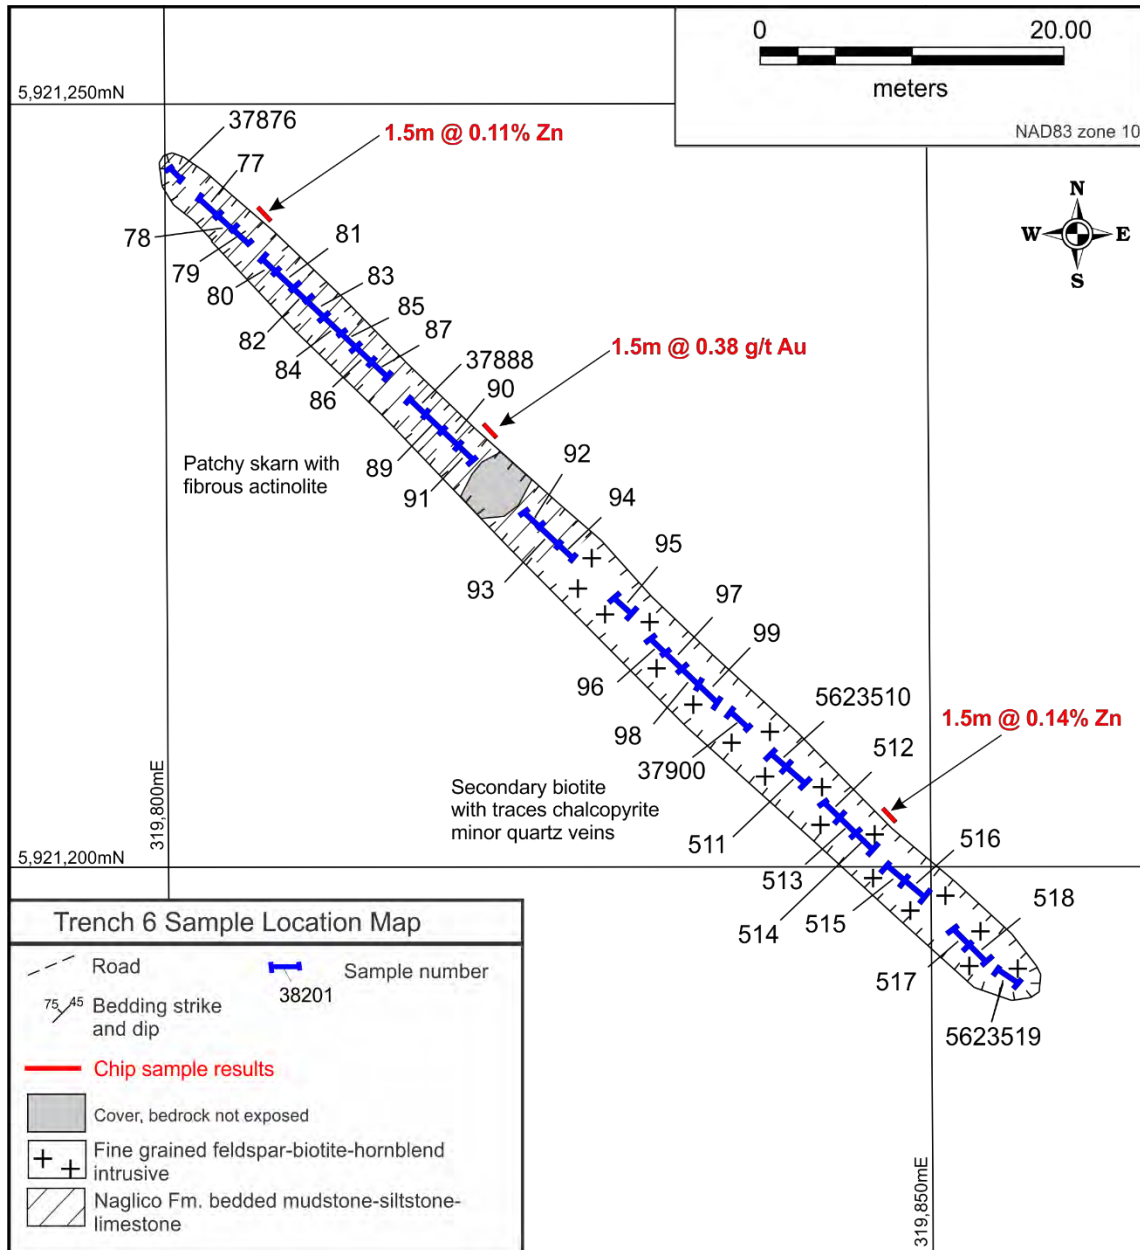 0 20.00
meters
NAD83 zone 10
5,921,250mN
37876
1.5m @ 0.11% Zn
77
N
W E
S
78
79
81
80
83
82
85
84
87
86
37888
1.5m @ 0.38 g/t Au
90
Patchy skarn with
fibrous actinolite
89
91
92
94
93
95
97
96
99
98
37900
5623510
1.5m @ 0.14% Zn
512
319,800mE
Secondary biotite
with traces chalcopyrite
minor quartz veins
511
513
516
5,921,200mN
514
515
518
517
5623519
319,850mE
Trench 6 Sample Location Map
Road
Sample number
38201
75 45
Bedding strike
and dip
Chip sample results
Cover, bedrock not exposed
Fine grained feldspar-biotite-hornblend
intrusive
Naglico Fm. bedded mudstone-siltstone-
limestone